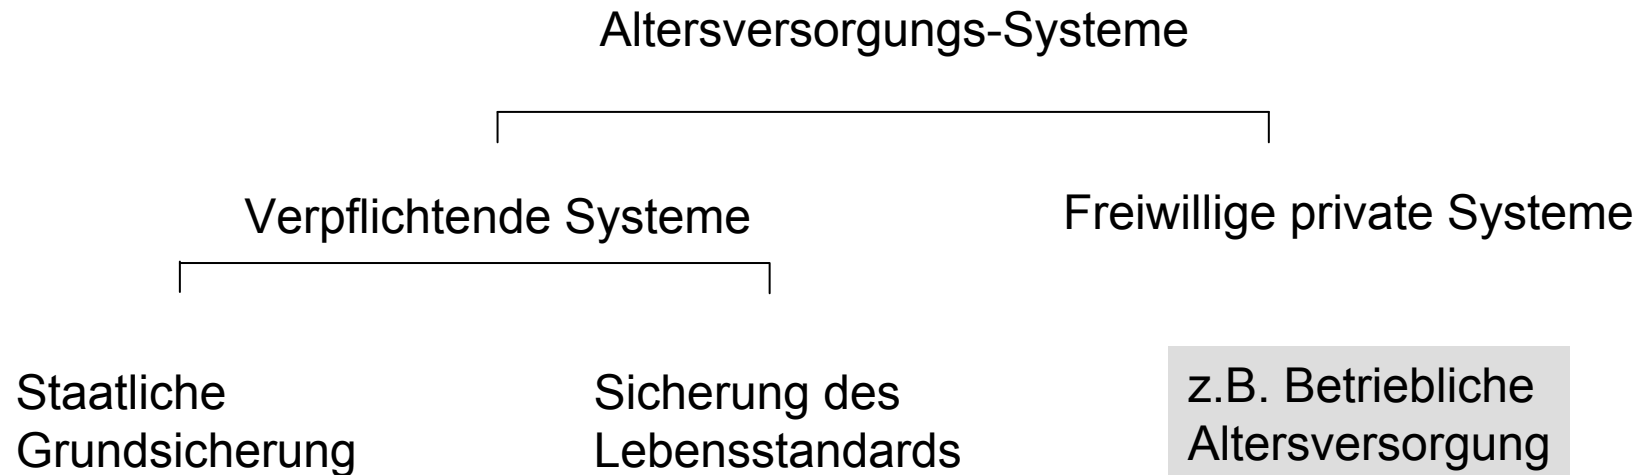 Altersversorgungs-Systeme
Verpflichtende Systeme
Freiwillige private Systeme
Staatliche
Grundsicherung
Sicherung des
Lebensstandards
z.B. Betriebliche
Altersversorgung